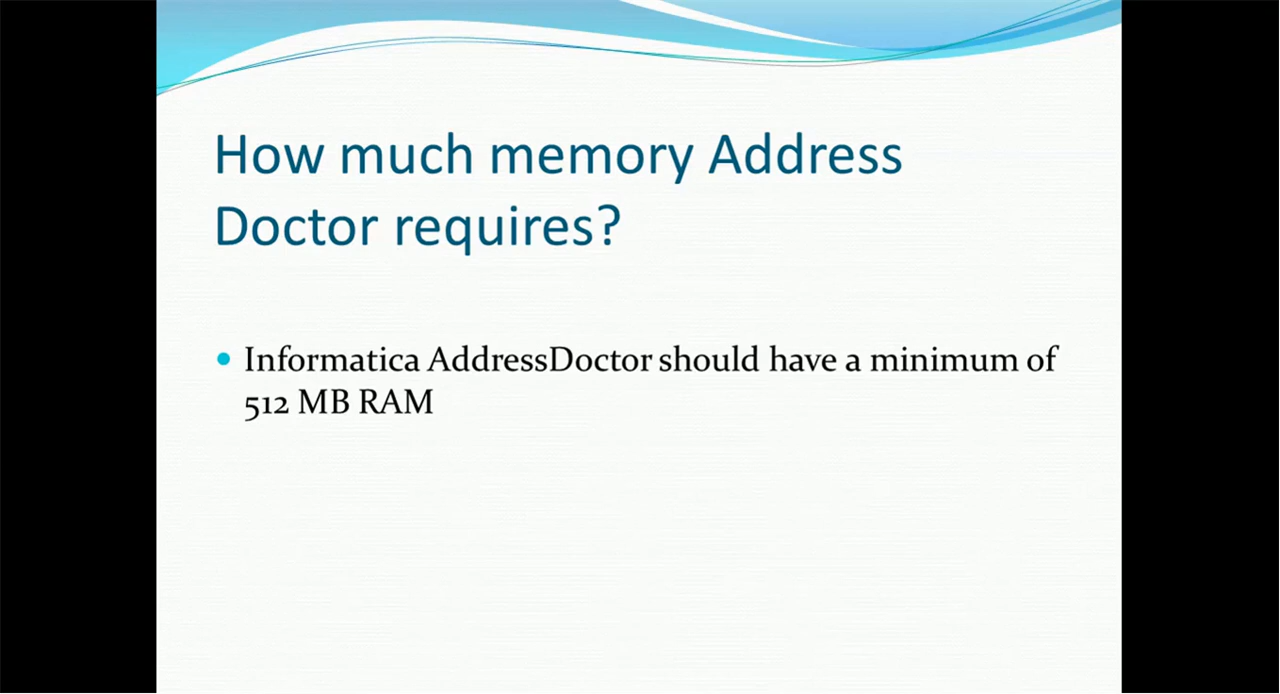 How much memory Address
Doctor requires?
• Informatica AddressDoctor should have a minimum of
512 MB RAM